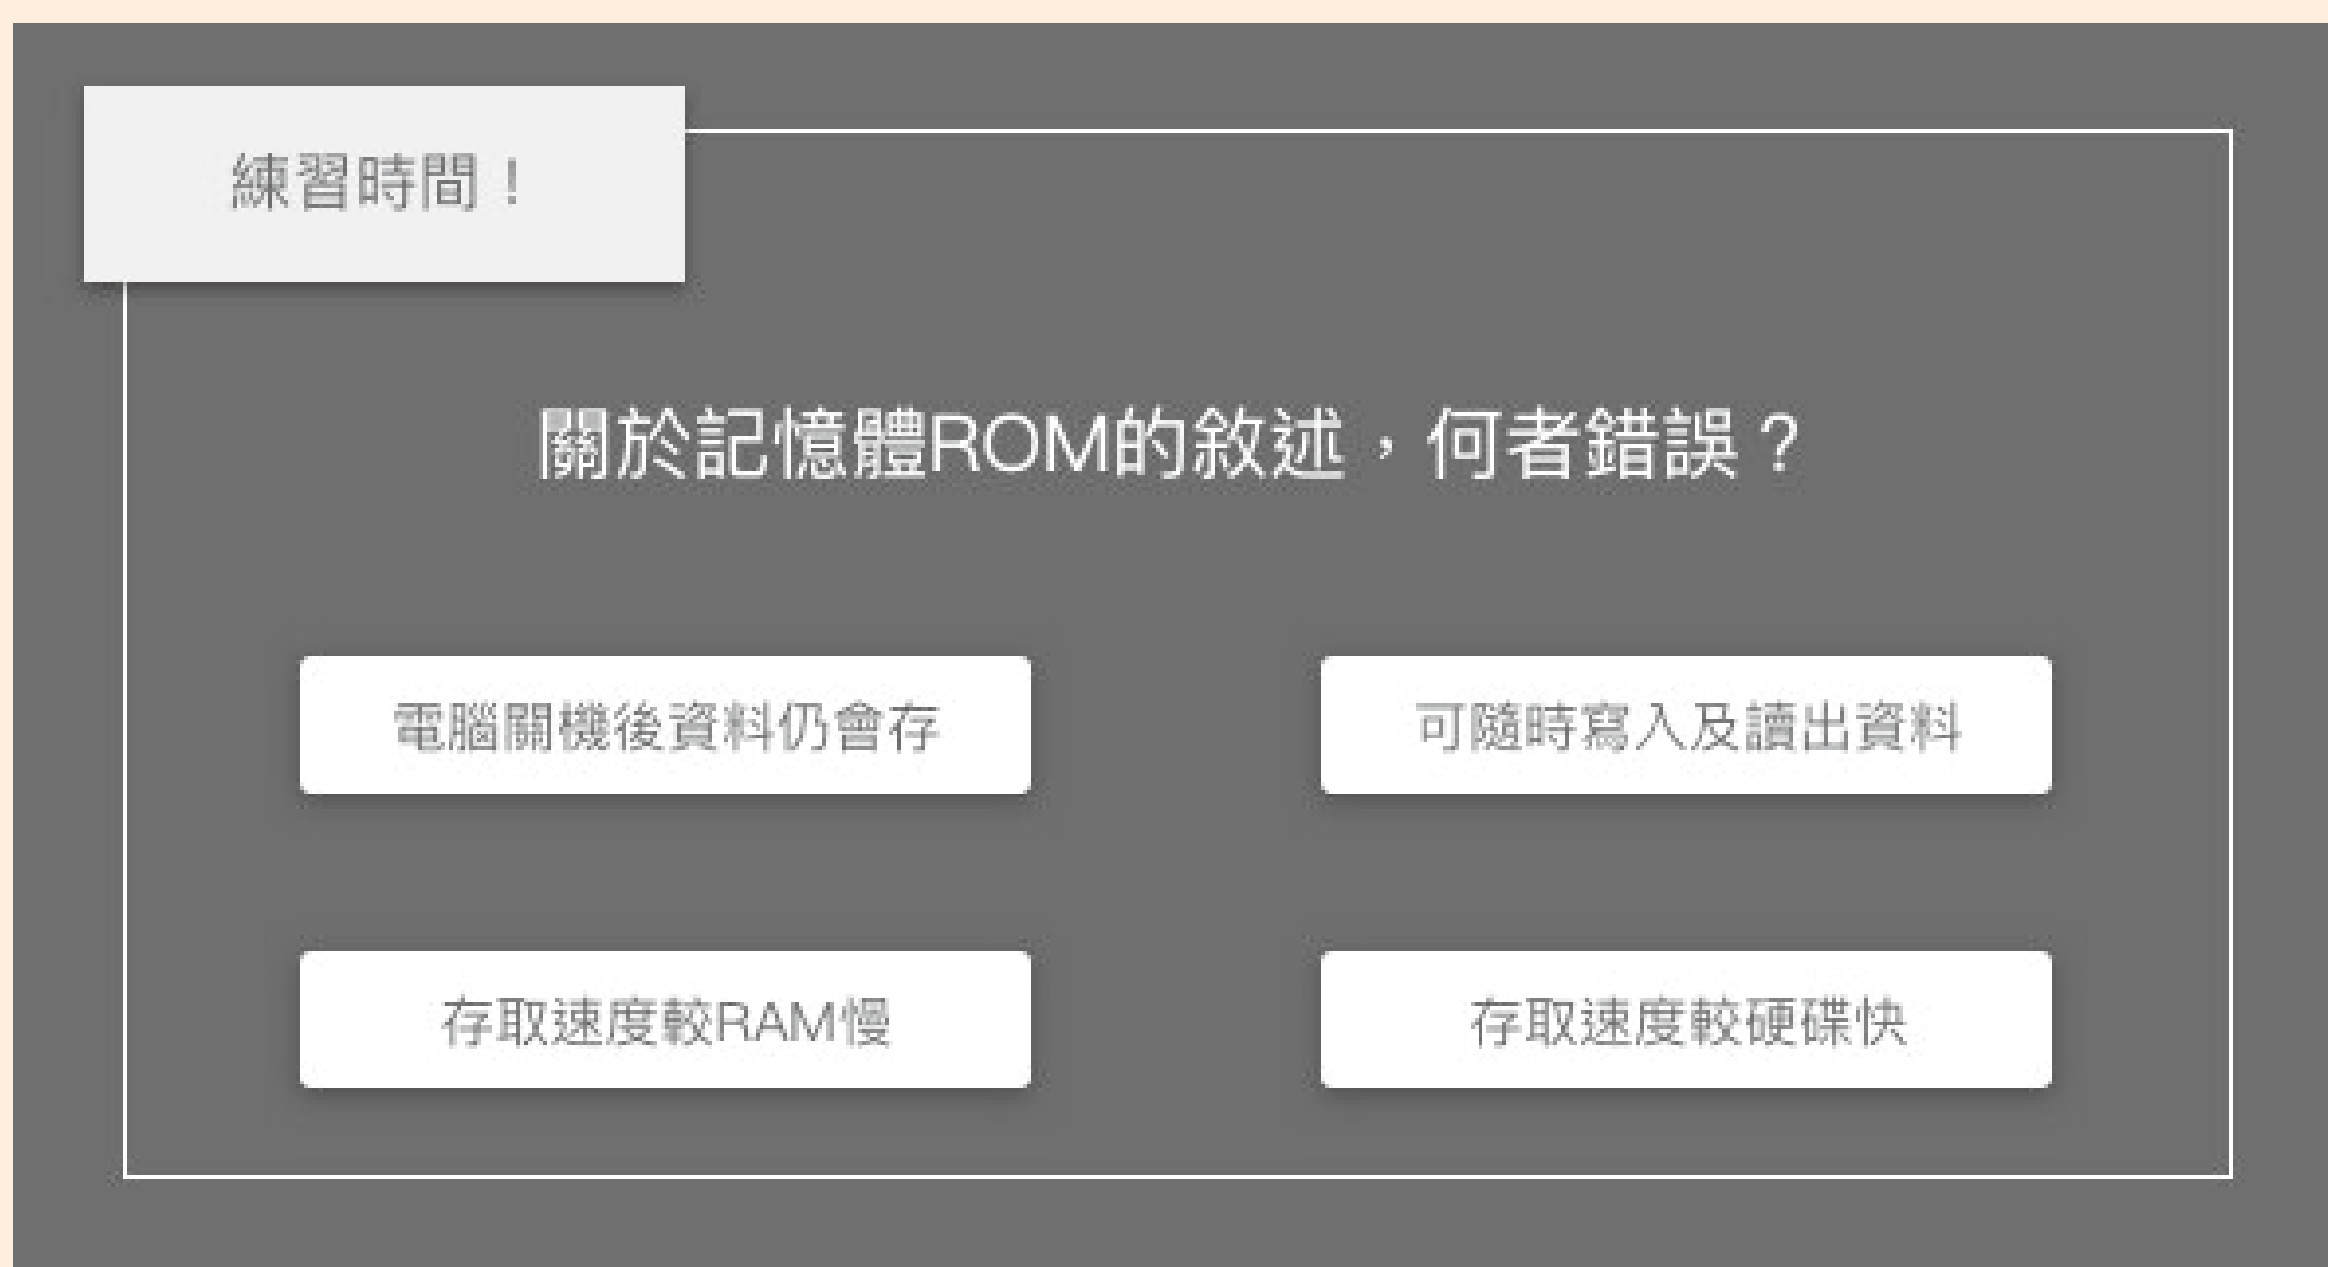 練習時間！
關於記憶體ROM的敘述，何者錯誤？
電腦關機後資料仍會存
可隨時寫入及讀出資料
存取速度較RAM慢
存取速度較硬碟快